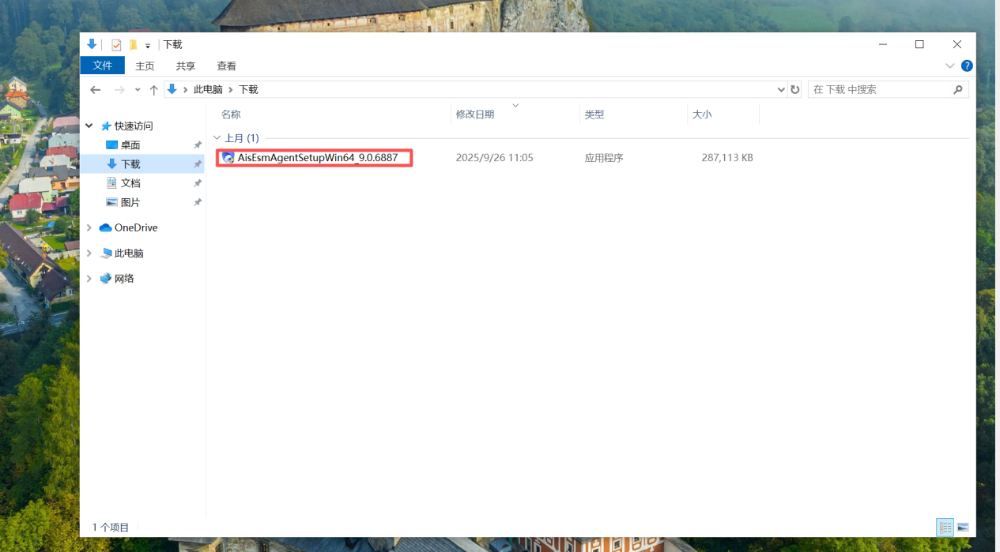 下载
文件 主页 共享 查看
此电脑 下载
在 下载 中搜索
名称 修改日期 类型 大小
快速访问
桌面
下载
文档
图片
OneDrive
此电脑
网络
上月 (1)
AisEsmAgentSetupWin64_9.0.6887 2025/9/26 11:05 应用程序 287,113 KB
1 个项目